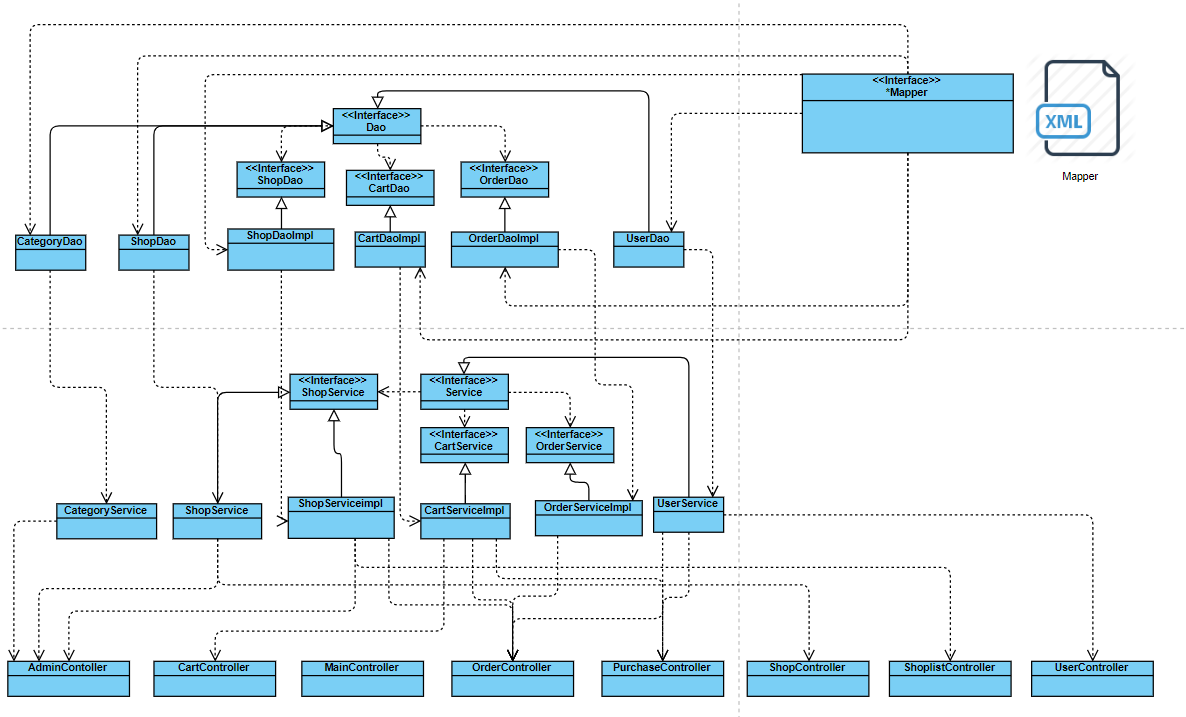 <<Interface>>
*Mapper
XML
Mapper
<<Interface>>
Dao
<<Interface>>
ShopDao
<<Interface>>
CartDao
<<Interface>>
OrderDao
CategoryDao
ShopDao
ShopDaoImpl
CartDaoImpl
OrderDaoImpl
UserDao
<<Interface>>
ShopService
<<Interface>>
Service
<<Interface>>
CartService
<<Interface>>
OrderService
CategoryService
ShopService
ShopServiceimpl
CartServiceImpl
OrderServiceImpl
UserService
AdminContoller
CartController
MainController
OrderController
PurchaseController
ShopController
ShoplistController
UserController